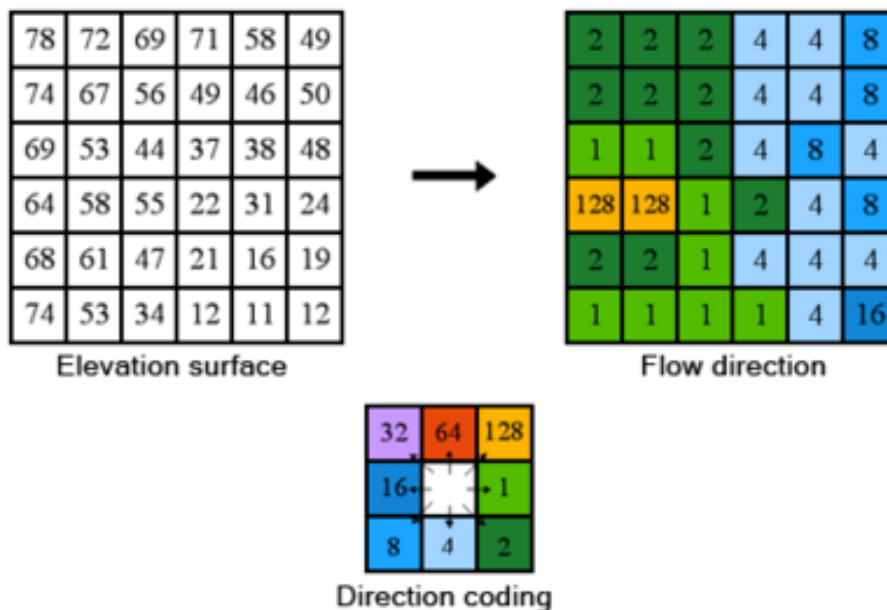 78 72 69 71 58 49 2 2 2 4 4 8
74 67 56 49 46 50 2 2 2 4 4 8
69 53 44 37 38 48 1 1 2 4 8 4
64 58 55 22 31 24 128 128 1 2 4 8
68 61 47 21 16 19 2 2 1 4 4 4
74 53 34 12 11 12 1 1 1 1 4 16
Elevation surface Flow direction
32 64 128
16 1
8 4 2
Direction coding